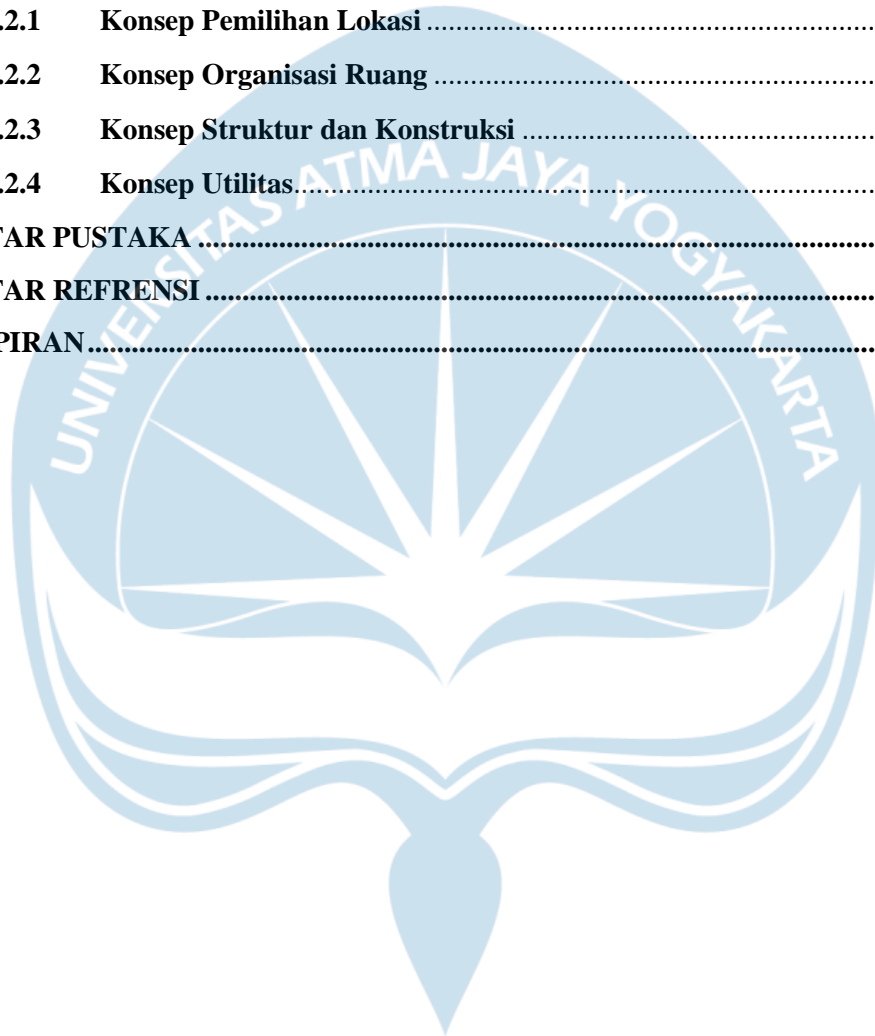 .2.1 Konsep Pemilihan Lokasi ........................................................
.2.2 Konsep Organisasi Ruang .......................................................
.2.3 Konsep Struktur dan Konstruksi ............................................
.2.4 Konsep Utilitas..........................................................................
TAR PUSTAKA ....................................................................................
TAR REFRENSI ...................................................................................
PIRAN....................................................................................................
UNIVERSITAS ATMA JAYA YOGYAKARTA